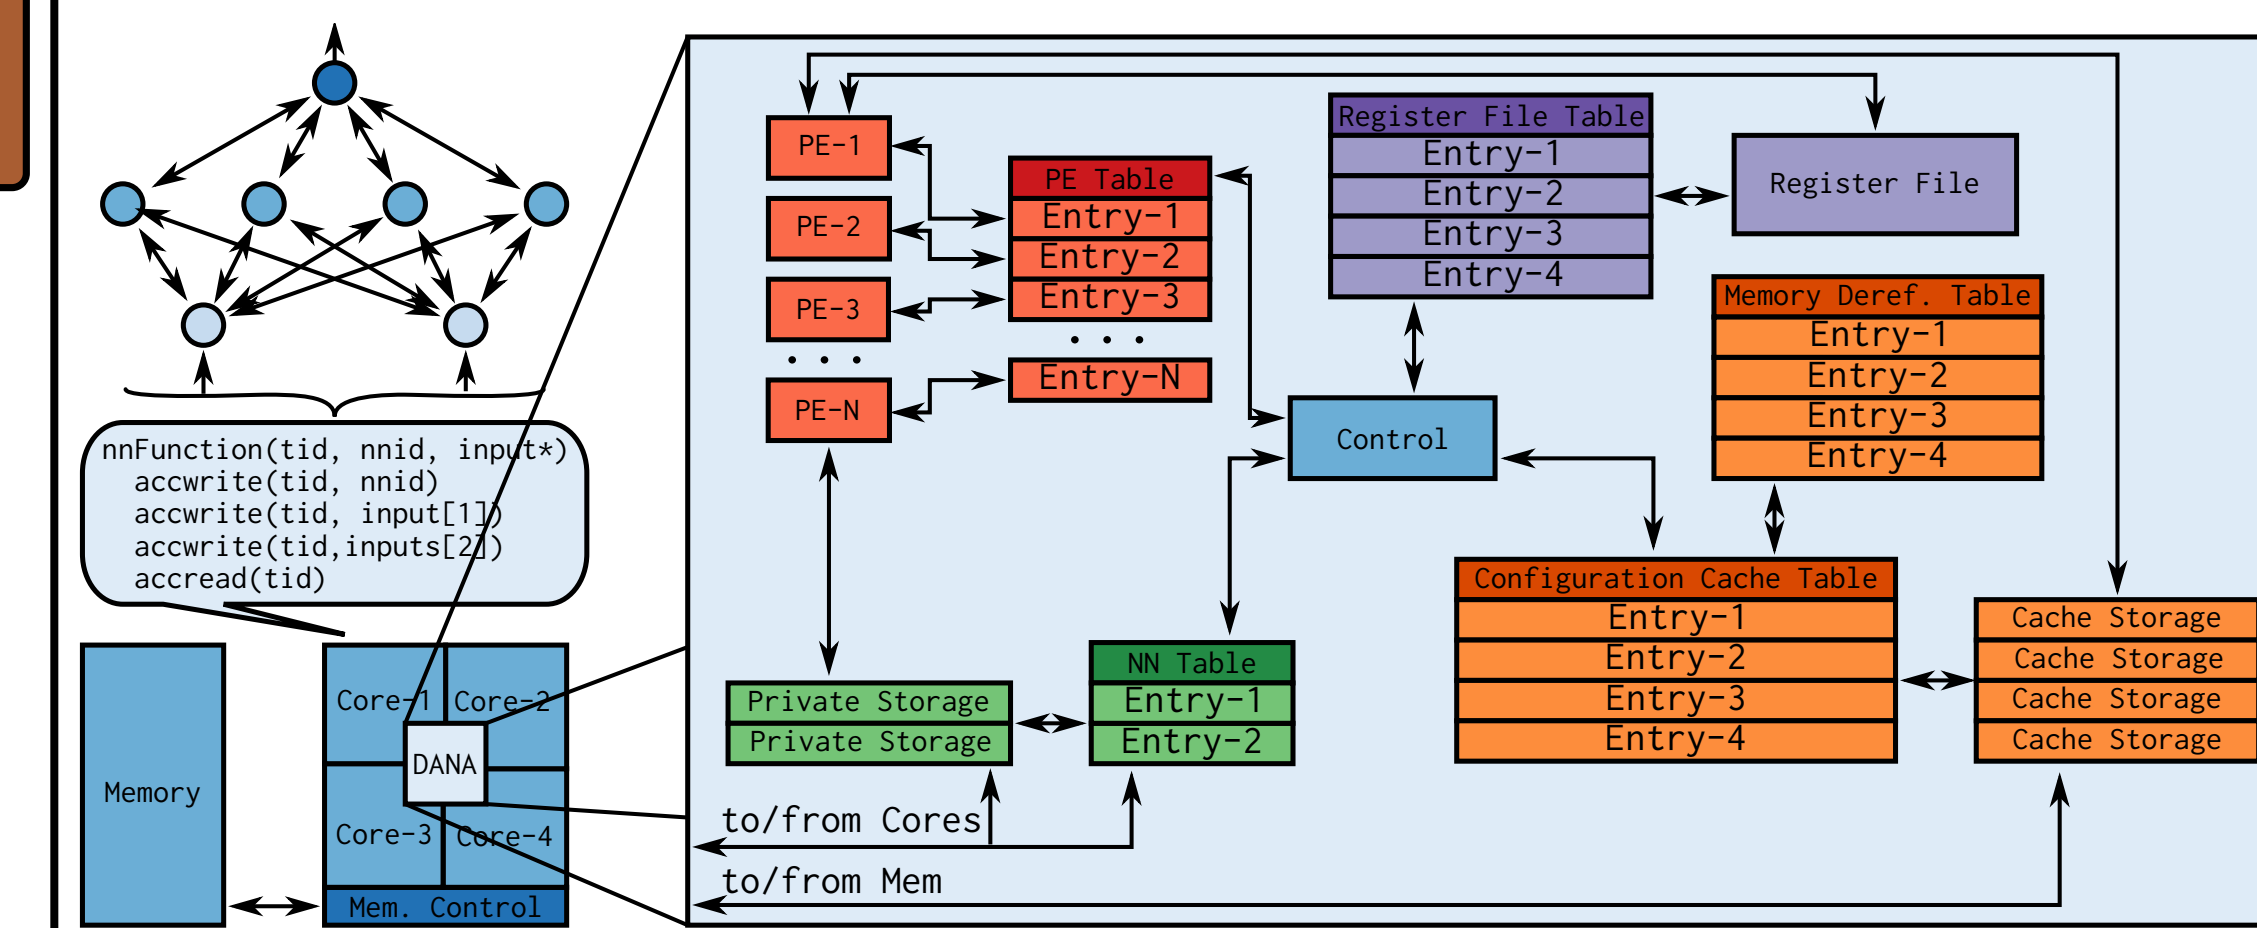 nnFunction(tid, nnid, input*)
accwrite(tid, nnid)
accwrite(tid, input[1])
accwrite(tid,inputs[2])
accread(tid)
Memory
Core-1
Core-2
DANA
Core-3
Core-4
Mem. Control
PE-1
PE-2
PE-3
. . .
PE-N
PE Table
Entry-1
Entry-2
Entry-3
. . .
Entry-N
Register File Table
Entry-1
Entry-2
Entry-3
Entry-4
Register File
Memory Deref. Table
Entry-1
Entry-2
Entry-3
Entry-4
Control
Configuration Cache Table
Entry-1
Entry-2
Entry-3
Entry-4
Cache Storage
Cache Storage
Cache Storage
Cache Storage
NN Table
Entry-1
Entry-2
Private Storage
Private Storage
to/from Cores
to/from Mem